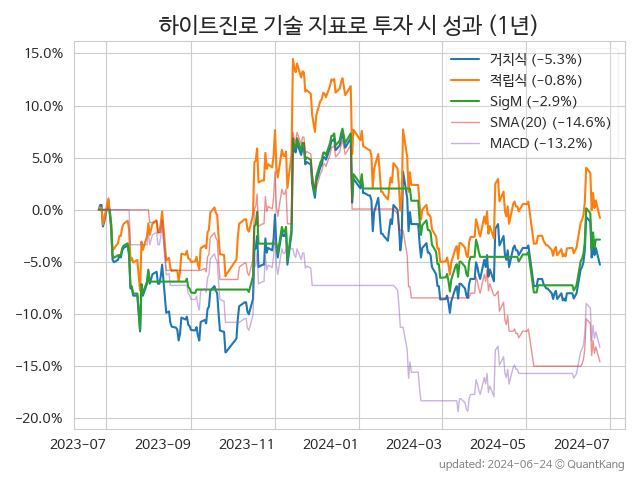 하이트진로 기술 지표로 투자 시 성과 (1년)
15.0%
10.0%
5.0%
0.0%
−5.0%
−10.0%
−15.0%
−20.0%
거치식 (−5.3%)
적립식 (−0.8%)
SigM (−2.9%)
SMA(20) (−14.6%)
MACD (−13.2%)
2023-07 2023-09 2023-11 2024-01 2024-03 2024-05 2024-07
updated: 2024-06-24 © QuantKang